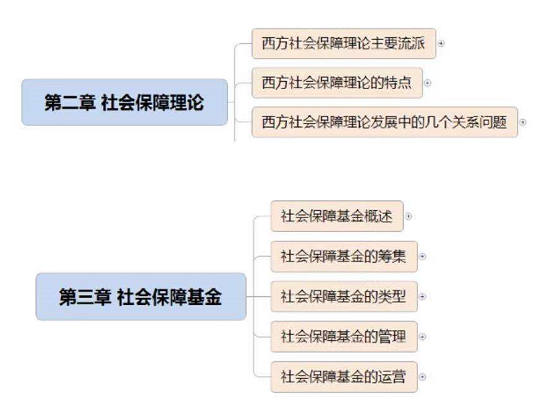 西方社会保障理论主要流派
第二章 社会保障理论
西方社会保障理论的特点
西方社会保障理论发展中的几个关系问题
社会保障基金概述
社会保障基金的筹集
第三章 社会保障基金
社会保障基金的类型
社会保障基金的管理
社会保障基金的运营